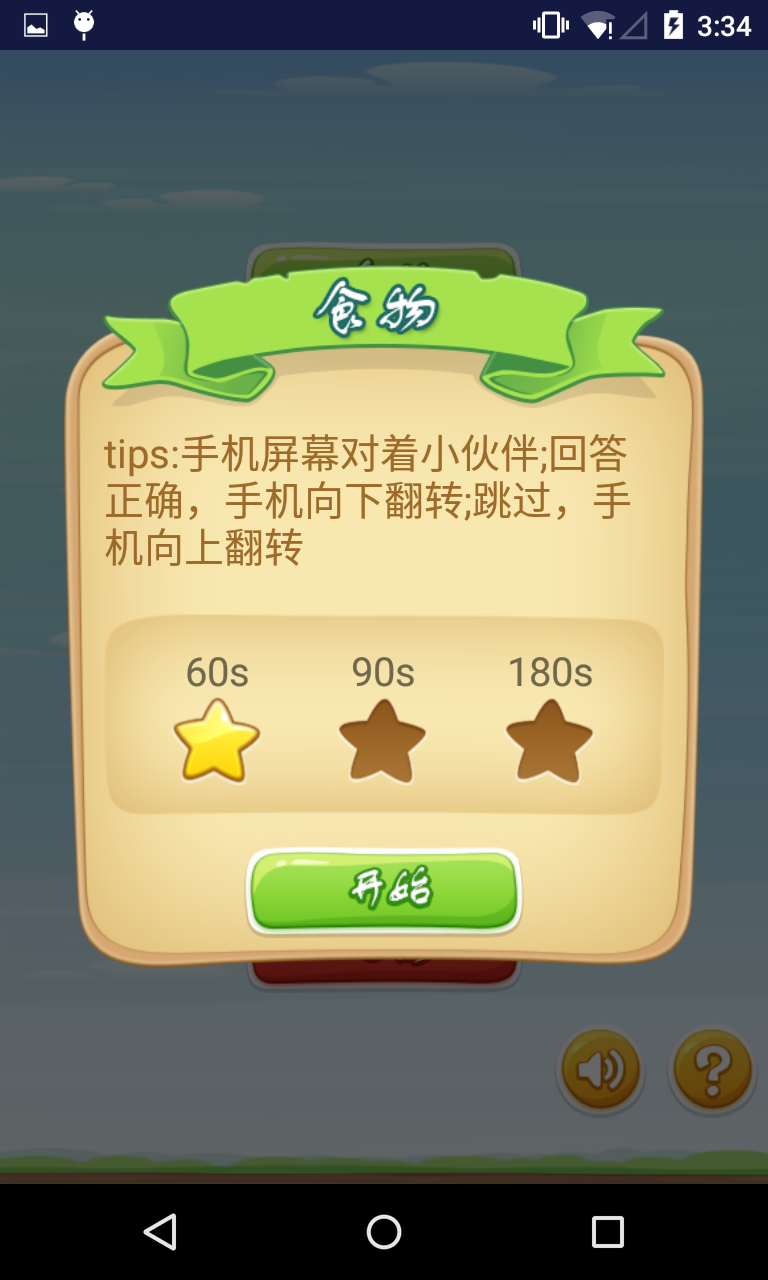 3:34
食物
tips:手机屏幕对着小伙伴;回答
正确，手机向下翻转;跳过，手
机向上翻转
60s 90s 180s
开始
?